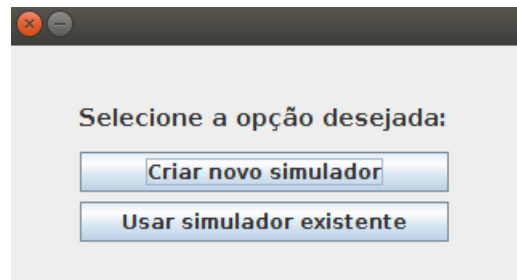 Selecione a opção desejada:
Criar novo simulador
Usar simulador existente